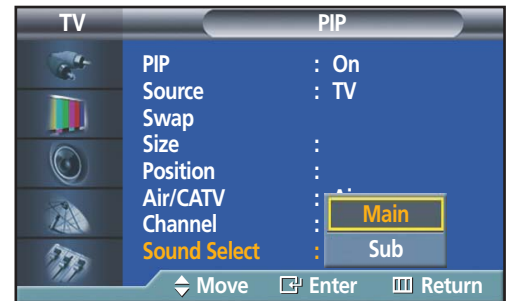 TV PIP
PIP : On
Source : TV
Swap
Size :
Position :
Air/CATV :
Channel :
Sound Select :
Main
Sub
Move Enter Return